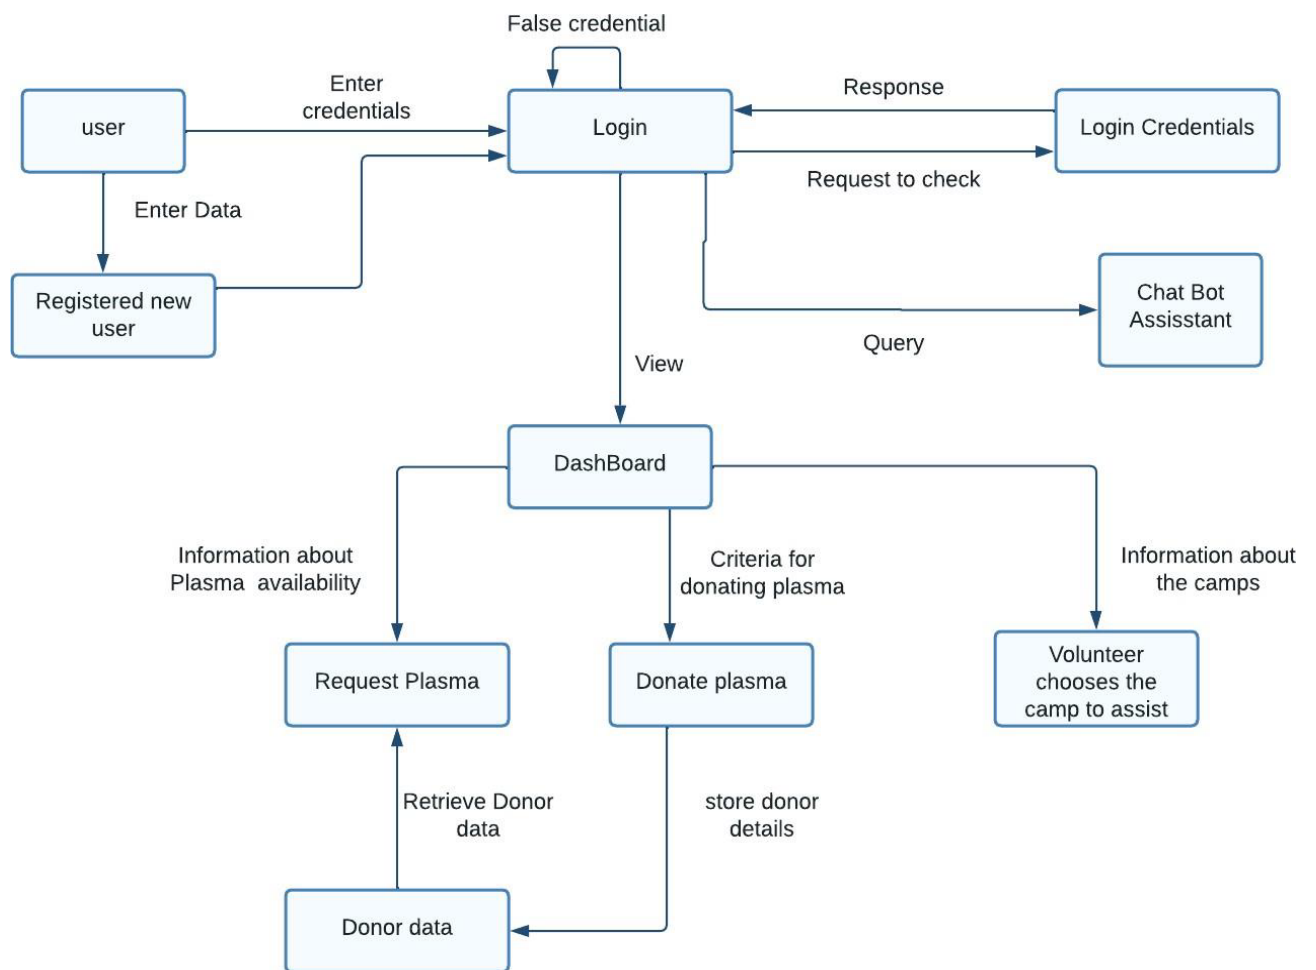 False credential
Enter
credentials
Response
user
Login
Login Credentials
Request to check
Enter Data
Registered new
user
Chat Bot
Assisstant
Query
View
DashBoard
Information about
Plasma availability
Criteria for
donating plasma
Information about
the camps
Request Plasma
Donate plasma
Volunteer
chooses the
camp to assist
Retrieve Donor
data
store donor
details
Donor data